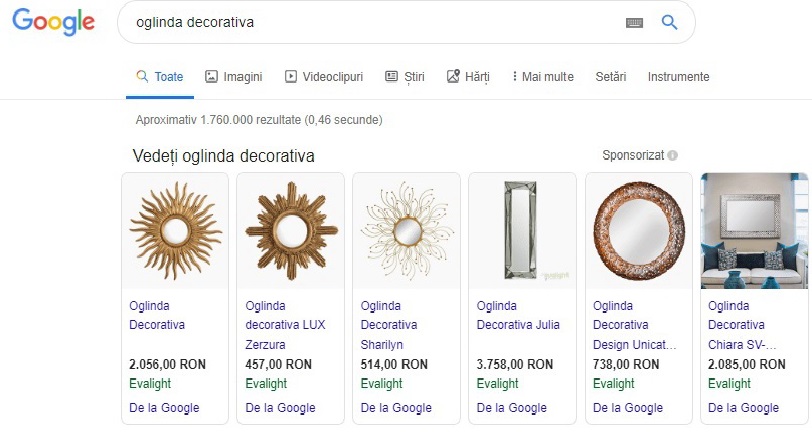 Google
oglinda decorativa
Toate Imagini Videoclipuri Știri Hărți Mai multe Setări Instrumente
Aproximativ 1.760.000 rezultate (0,46 secunde)
Vedeți oglinda decorativa
Sponsorizat
Oglinda
Decorativa
2.056,00 RON
Evalight
De la Google
Oglinda
decorativa LUX
Zerzura
457,00 RON
Evalight
De la Google
Oglinda
Decorativa
Sharilyn
514,00 RON
Evalight
De la Google
Oglinda
Decorativa Julia
3.758,00 RON
Evalight
De la Google
Oglinda
Decorativa
Design Unicat...
738,00 RON
Evalight
De la Google
Oglinda
Decorativa
Chiara SV-...
2.085,00 RON
Evalight
De la Google